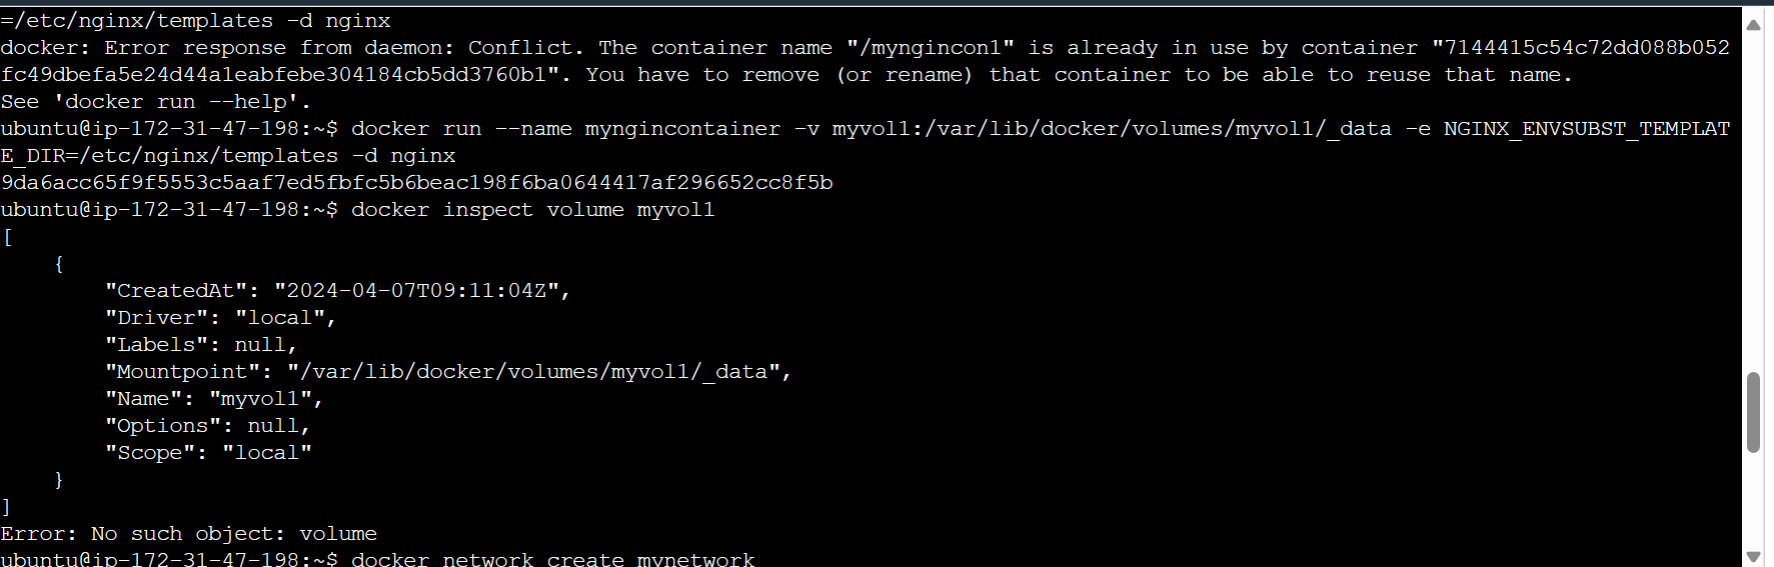 =/etc/nginx/templates -d nginx
docker: Error response from daemon: Conflict. The container name "/myngincon1" is already in use by container "7144415c54c72dd088b052
fc49dbefa5e24d44a1eabfebe304184cb5dd3760b1". You have to remove (or rename) that container to be able to reuse that name.
See 'docker run --help'.
ubuntu@ip-172-31-47-198:~$ docker run --name myngincontainer -v myvol1:/var/lib/docker/volumes/myvol1/_data -e NGINX_ENVSUBST_TEMPLAT
E_DIR=/etc/nginx/templates -d nginx
9da6acc65f9f5553c5aaf7ed5fbfc5b6beac198f6ba0644417af296652cc8f5b
ubuntu@ip-172-31-47-198:~$ docker inspect volume myvol1
[
    {
        "CreatedAt": "2024-04-07T09:11:04Z",
        "Driver": "local",
        "Labels": null,
        "Mountpoint": "/var/lib/docker/volumes/myvol1/_data",
        "Name": "myvol1",
        "Options": null,
        "Scope": "local"
    }
]
Error: No such object: volume
ubuntu@ip-172-31-47-198:~$ docker network create mynetwork